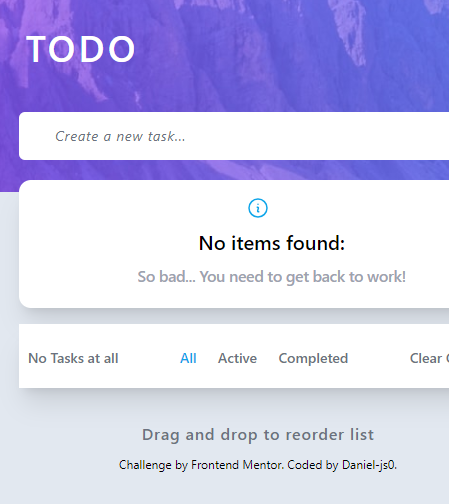 TODO
Create a new task...
No items found:
So bad... You need to get back to work!
No Tasks at all All Active Completed Clear
Drag and drop to reorder list
Challenge by Frontend Mentor. Coded by Daniel-js0.